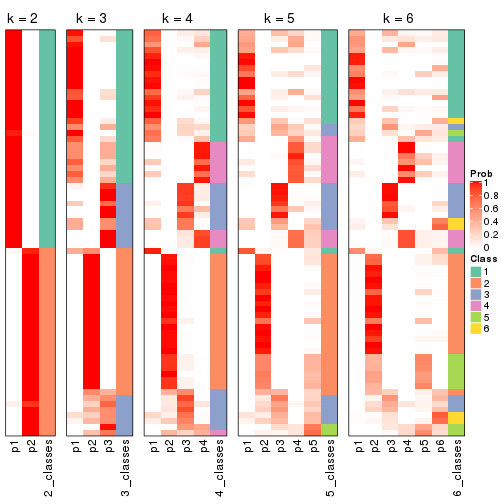 k = 2
k = 3
k = 4
k = 5
k = 6
p1
p2
2_classes
p1
p2
p3
3_classes
p1
p2
p3
p4
4_classes
p1
p2
p3
p4
p5
5_classes
p1
p2
p3
p4
p5
p6
6_classes
Prob
1
0.8
0.6
0.4
0.2
0
Class
1
2
3
4
5
6